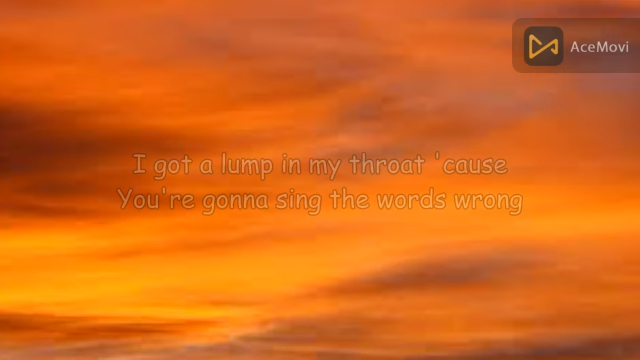 AceMovi
I got a lump in my throat 'cause
You're gonna sing the words wrong